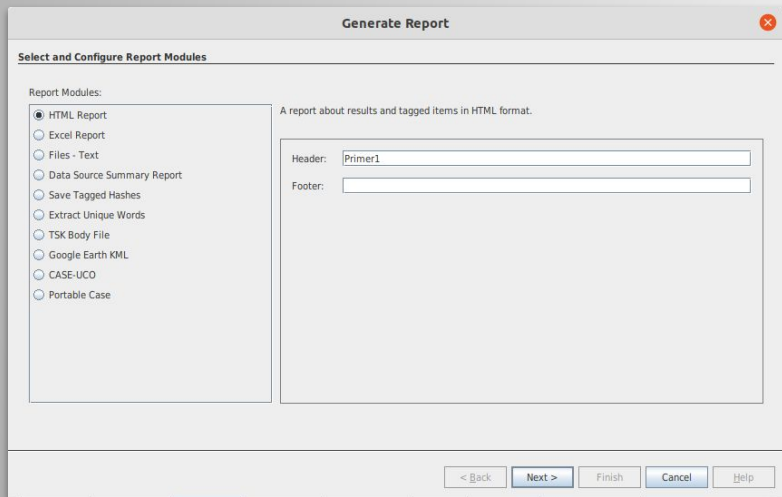 Generate Report
Select and Configure Report Modules
Report Modules:
HTML Report
Excel Report
Files - Text
Data Source Summary Report
Save Tagged Hashes
Extract Unique Words
TSK Body File
Google Earth KML
CASE-UCO
Portable Case
A report about results and tagged items in HTML format.
Header: Primer1
Footer:
< Back Next > Finish Cancel Help